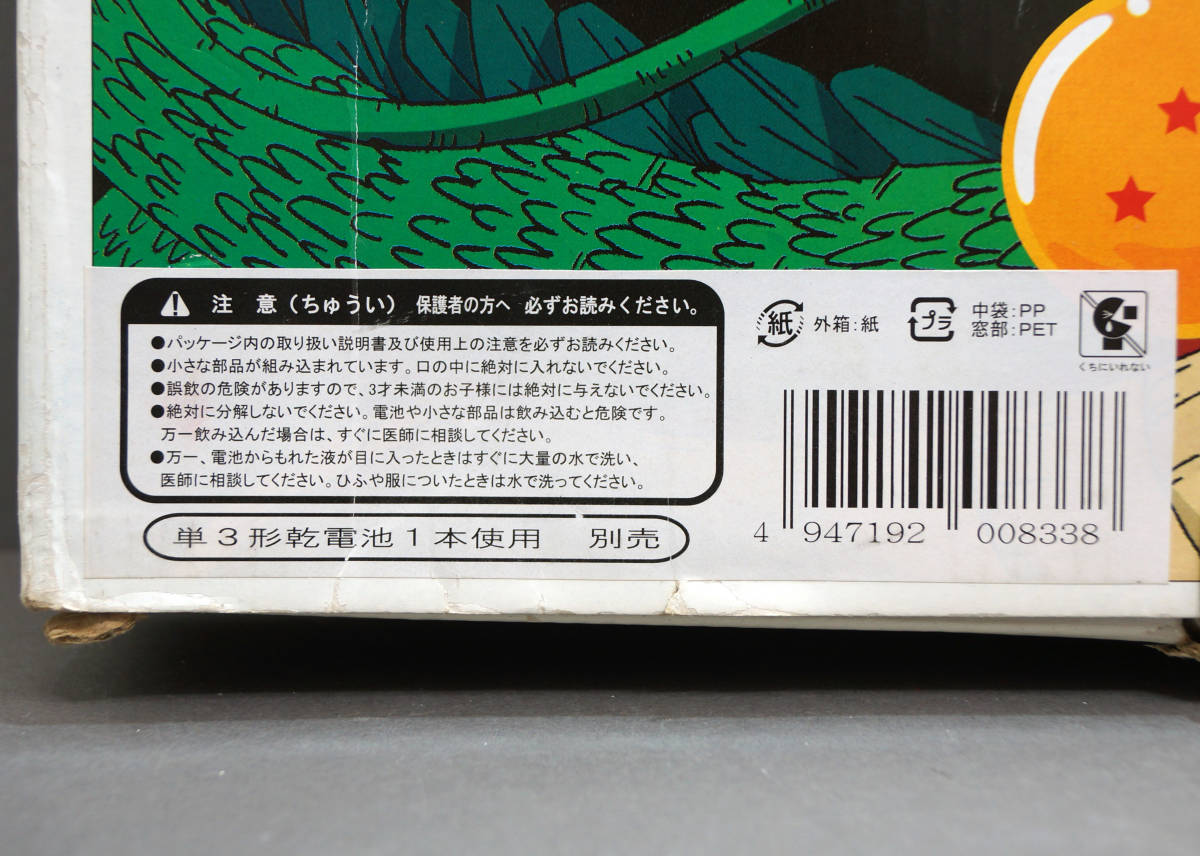 注 意（ちゅうい） 保護者の方へ 必ずお読みください。
●パッケージ内の取り扱い説明書及び使用上の注意を必ずお読みください。
●小さな部品が組み込まれています。口の中に絶対に入れないでください。
●誤飲の危険がありますので、3才未満のお子様には絶対に与えないでください。
●絶対に分解しないでください。電池や小さな部品は飲み込むと危険です。
万一飲み込んだ場合は、すぐに医師に相談してください。
●万一、電池からもれた液が目に入ったときはすぐに大量の水で洗い、
医師に相談してください。ひふや服についたときは水で洗ってください。
単３形乾電池１本使用 別売
紙 外箱：紙
プラ 中袋：PP
窓部：PET
くちにいれない
4 947192 008338